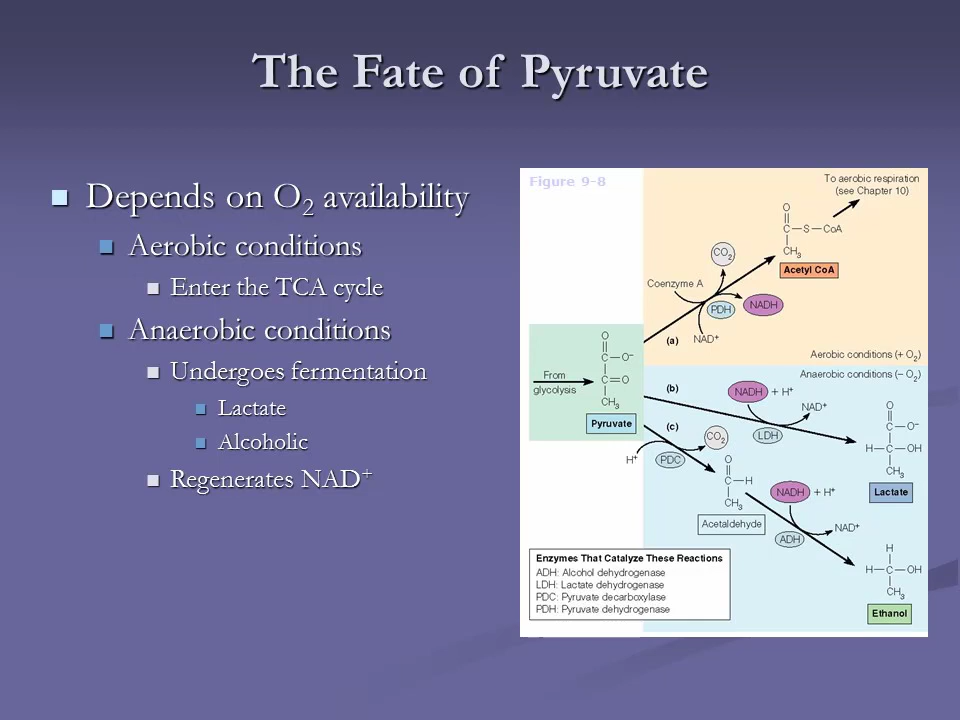 The Fate of Pyruvate
Depends on O₂ availability
Aerobic conditions
Enter the TCA cycle
Anaerobic conditions
Undergoes fermentation
Lactate
Alcoholic
Regenerates NAD⁺
Figure 9-8
To aerobic respiration
(see Chapter 10)
O
C—S—CoA
CH₃
Acetyl CoA
CO₂
Coenzyme A
PDH
NADH
NAD⁺
(a)
Aerobic conditions (+ O₂)
From
glycolysis
O
C—O⁻
C=O
CH₃
Pyruvate
Anaerobic conditions (– O₂)
(b)
NADH + H⁺
NAD⁺
LDH
O
C—O⁻
H—C—OH
CH₃
Lactate
(c)
H⁺
PDC
CO₂
O
C—H
CH₃
Acetaldehyde
NADH + H⁺
NAD⁺
ADH
H
H—C—OH
CH₃
Ethanol
Enzymes That Catalyze These Reactions
ADH: Alcohol dehydrogenase
LDH: Lactate dehydrogenase
PDC: Pyruvate decarboxylase
PDH: Pyruvate dehydrogenase